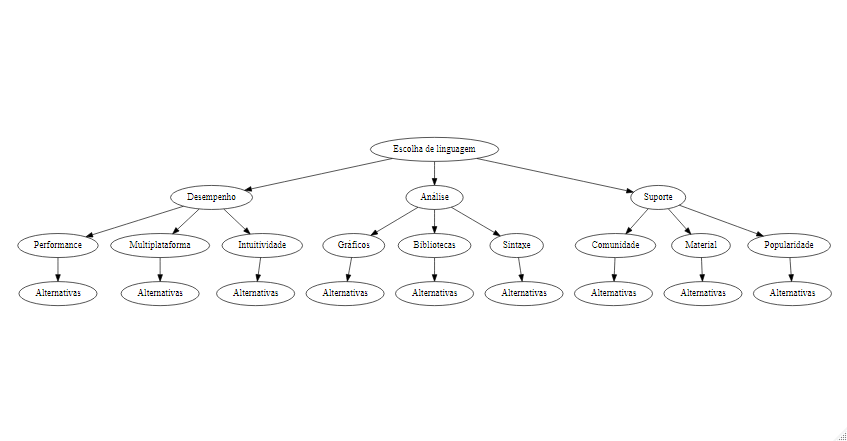 Escolha de linguagem
Desempenho
Análise
Suporte
Performance
Multiplataforma
Intuitividade
Gráficos
Bibliotecas
Sintaxe
Comunidade
Material
Popularidade
Alternativas
Alternativas
Alternativas
Alternativas
Alternativas
Alternativas
Alternativas
Alternativas
Alternativas